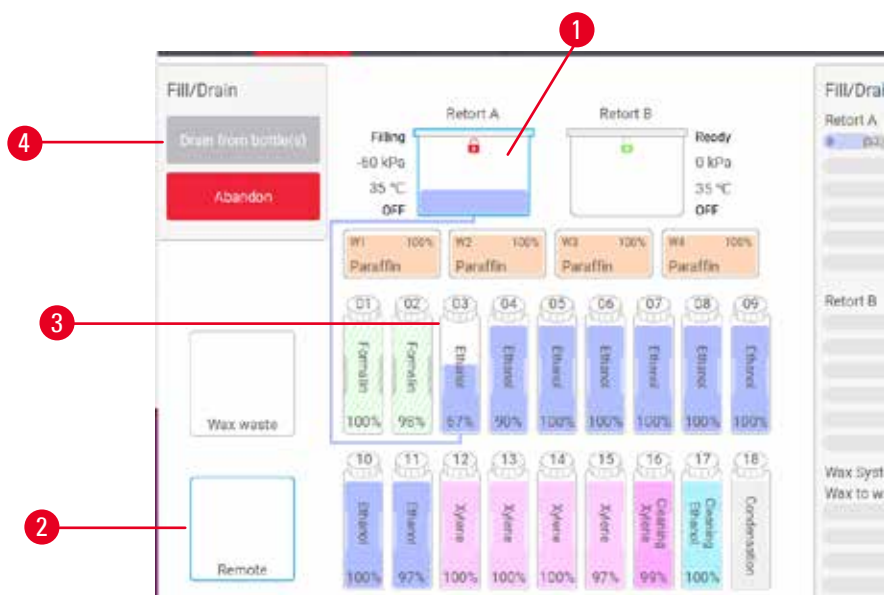 1
Fill/Drain
Fill/Drai
Retort A
Retort B
Retort A
4
Drain from bottle(s)
Filling
Ready
-60 kPa
0 kPa
Abandon
35 °C
35 °C
OFF
OFF
W1 100%
W2 100%
W3 100%
W4 100%
Paraffin
Paraffin
Paraffin
Paraffin
3
01 02 03 04 05 06 07 08 09
Retort B
Formalin
Formalin
Ethanol
Ethanol
Ethanol
Ethanol
Ethanol
Ethanol
Ethanol
100% 98% 67% 90% 100% 100% 100% 100% 100%
Wax waste
10 11 12 13 14 15 16 17 18
Wax Syst
Wax to w
2
Ethanol
Ethanol
Xylene
Xylene
Xylene
Xylene
Cleaning
Xylene
Cleaning
Ethanol
Condensation
Remote
100% 97% 100% 100% 100% 97% 99% 100%